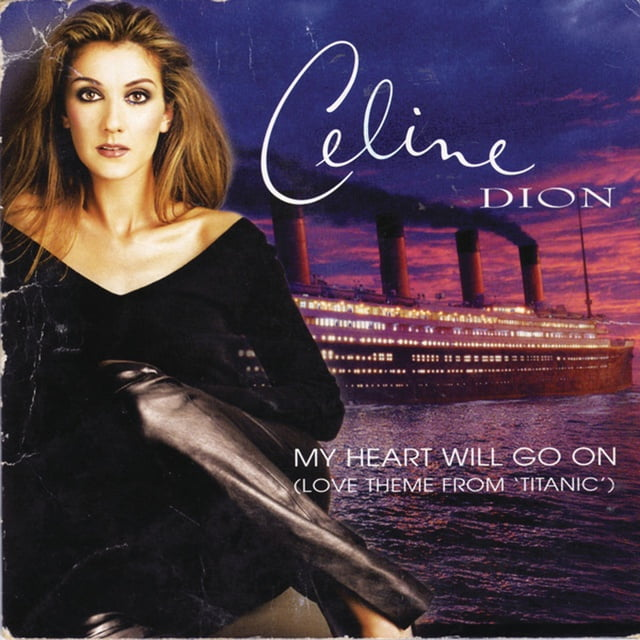 Celine
DION
MY HEART WILL GO ON
(LOVE THEME FROM 'TITANIC')